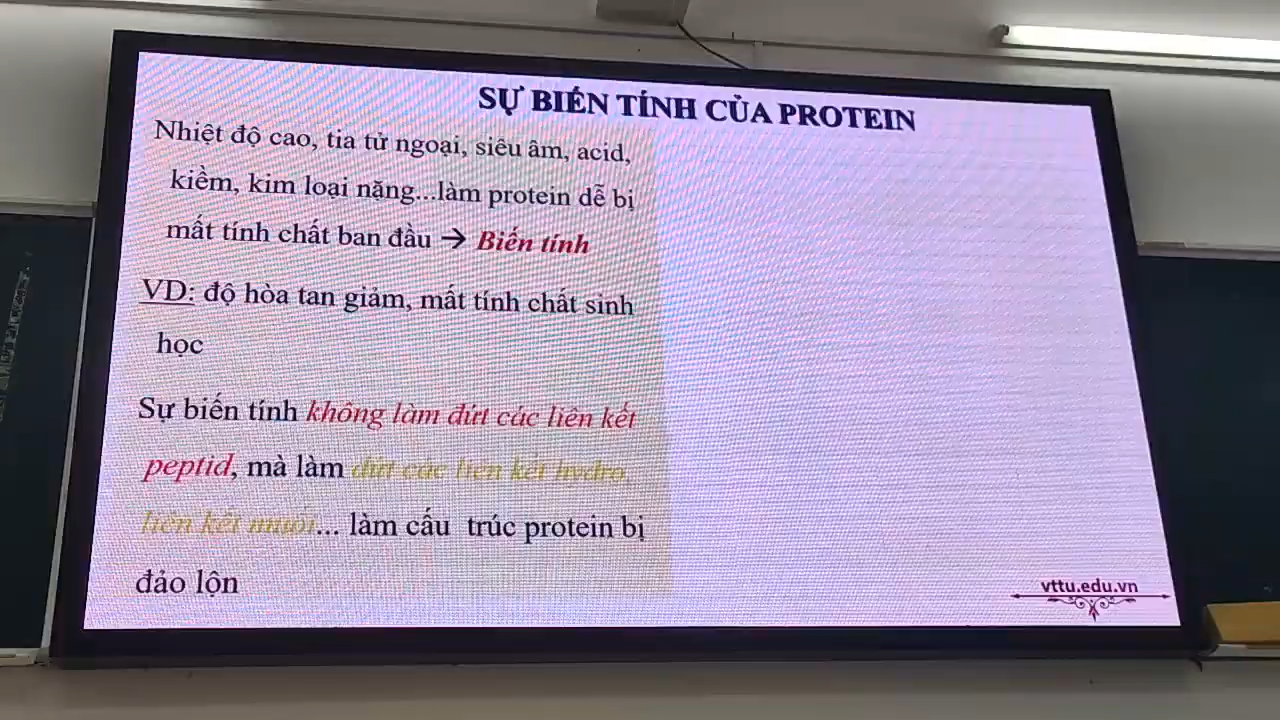 SỰ BIẾN TÍNH CỦA PROTEIN
Nhiệt độ cao, tia tử ngoại, siêu âm, acid,
kiềm, kim loại nặng...làm protein dễ bị
mất tính chất ban đầu → Biến tính
VD: độ hòa tan giảm, mất tính chất sinh
học
Sự biến tính không làm đứt các liên kết
peptid, mà làm đứt các liên kết hydro,
liên kết muối... làm cấu trúc protein bị
đảo lộn
vttu.edu.vn